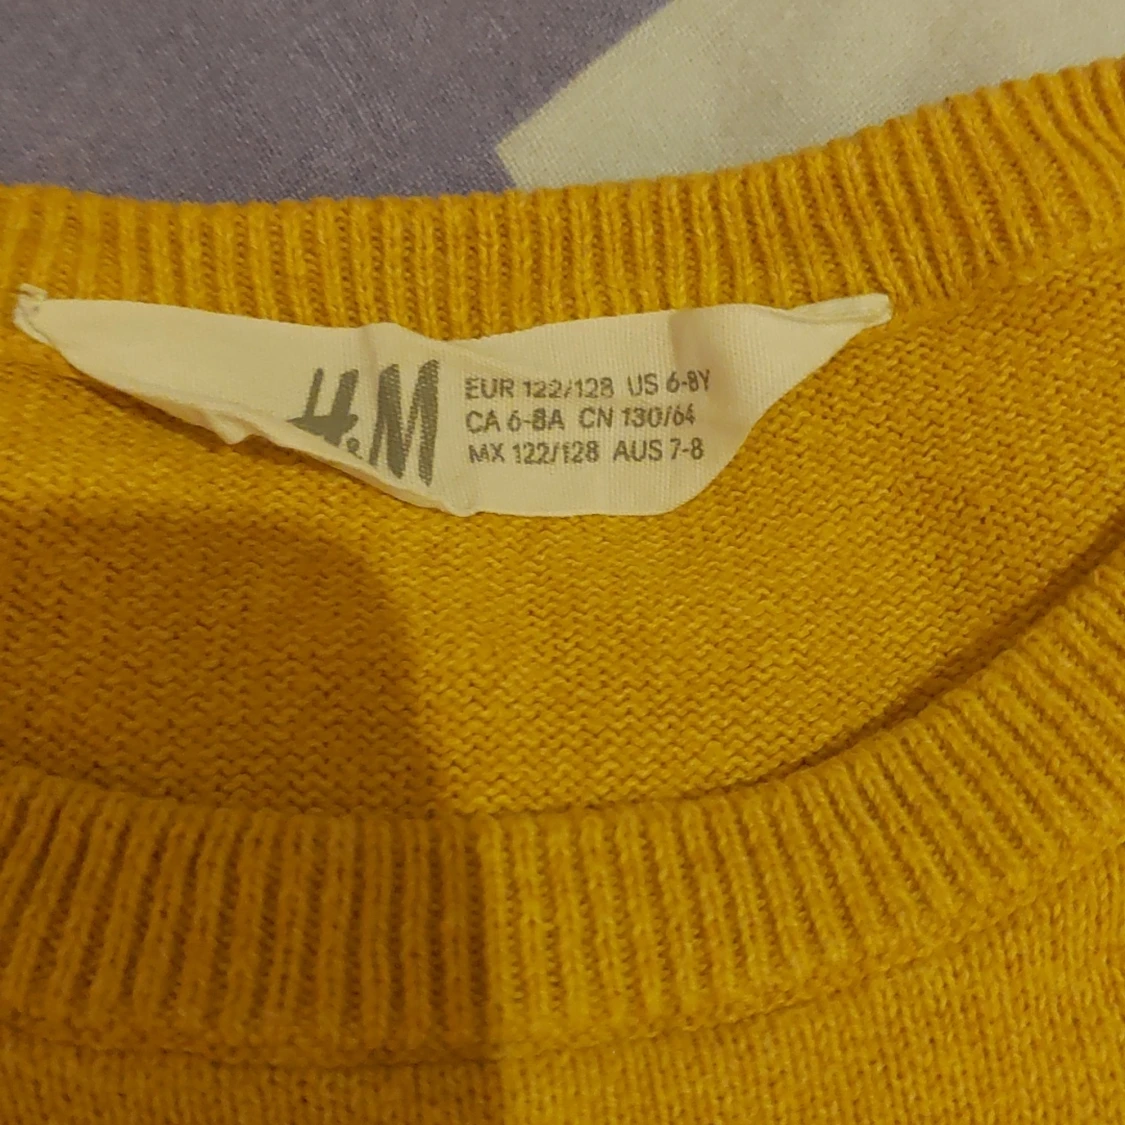 H&M
EUR 122/128 US 6-8Y
CA 6-8A CN 130/64
MX 122/128 AUS 7-8